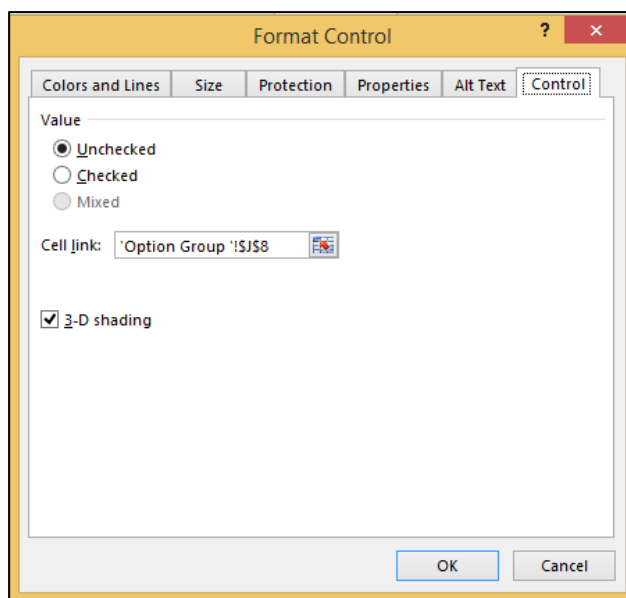 Format Control
? ×
Colors and Lines Size Protection Properties Alt Text Control
Value
Unchecked
Checked
Mixed
Cell link: 'Option Group '!$J$8
3-D shading
OK Cancel